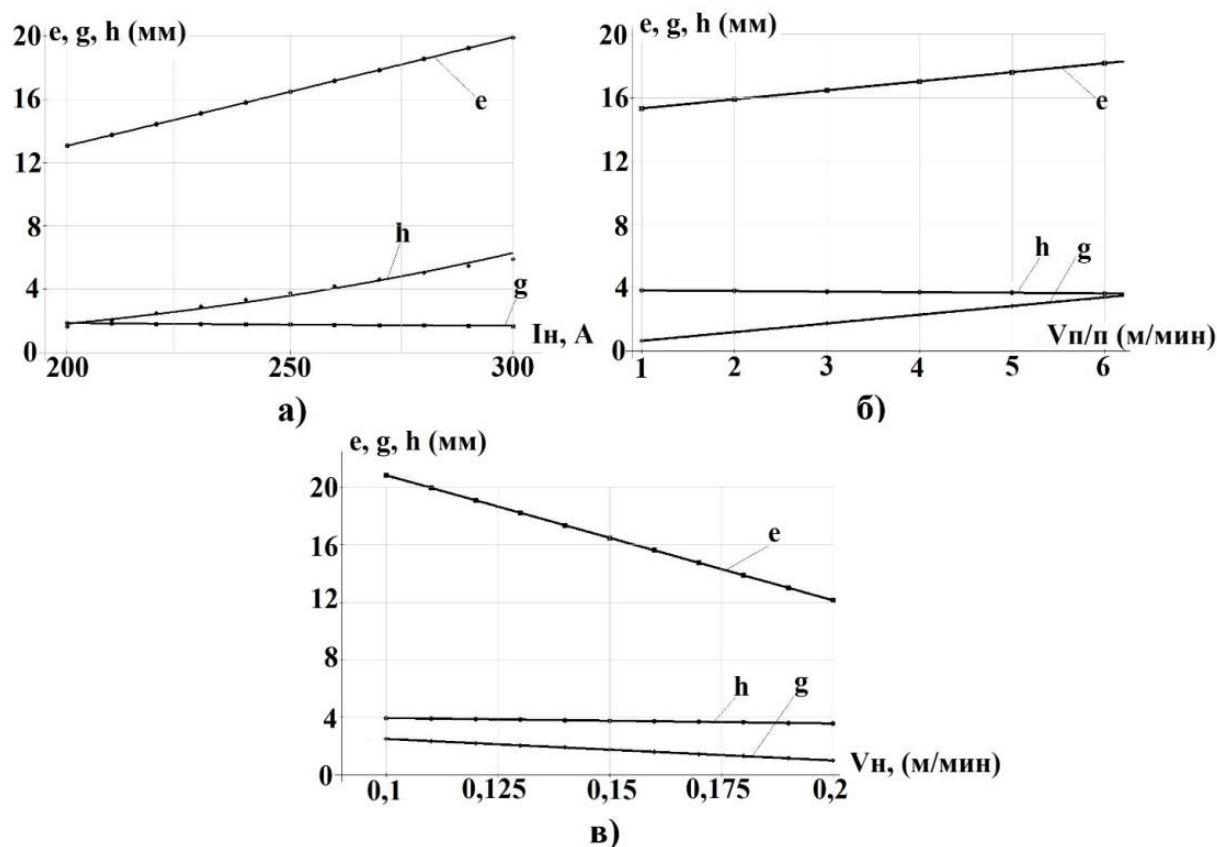 e, g, h (мм)
20
16
12
8
4
0
e
h
g
Iн, А
200
250
300
а)
e, g, h (мм)
20
16
12
8
4
0
e
h
g
Vп/п (м/мин)
1
2
3
4
5
6
б)
e, g, h (мм)
20
16
12
8
4
0
e
h
g
Vн, (м/мин)
0,1
0,125
0,15
0,175
0,2
в)